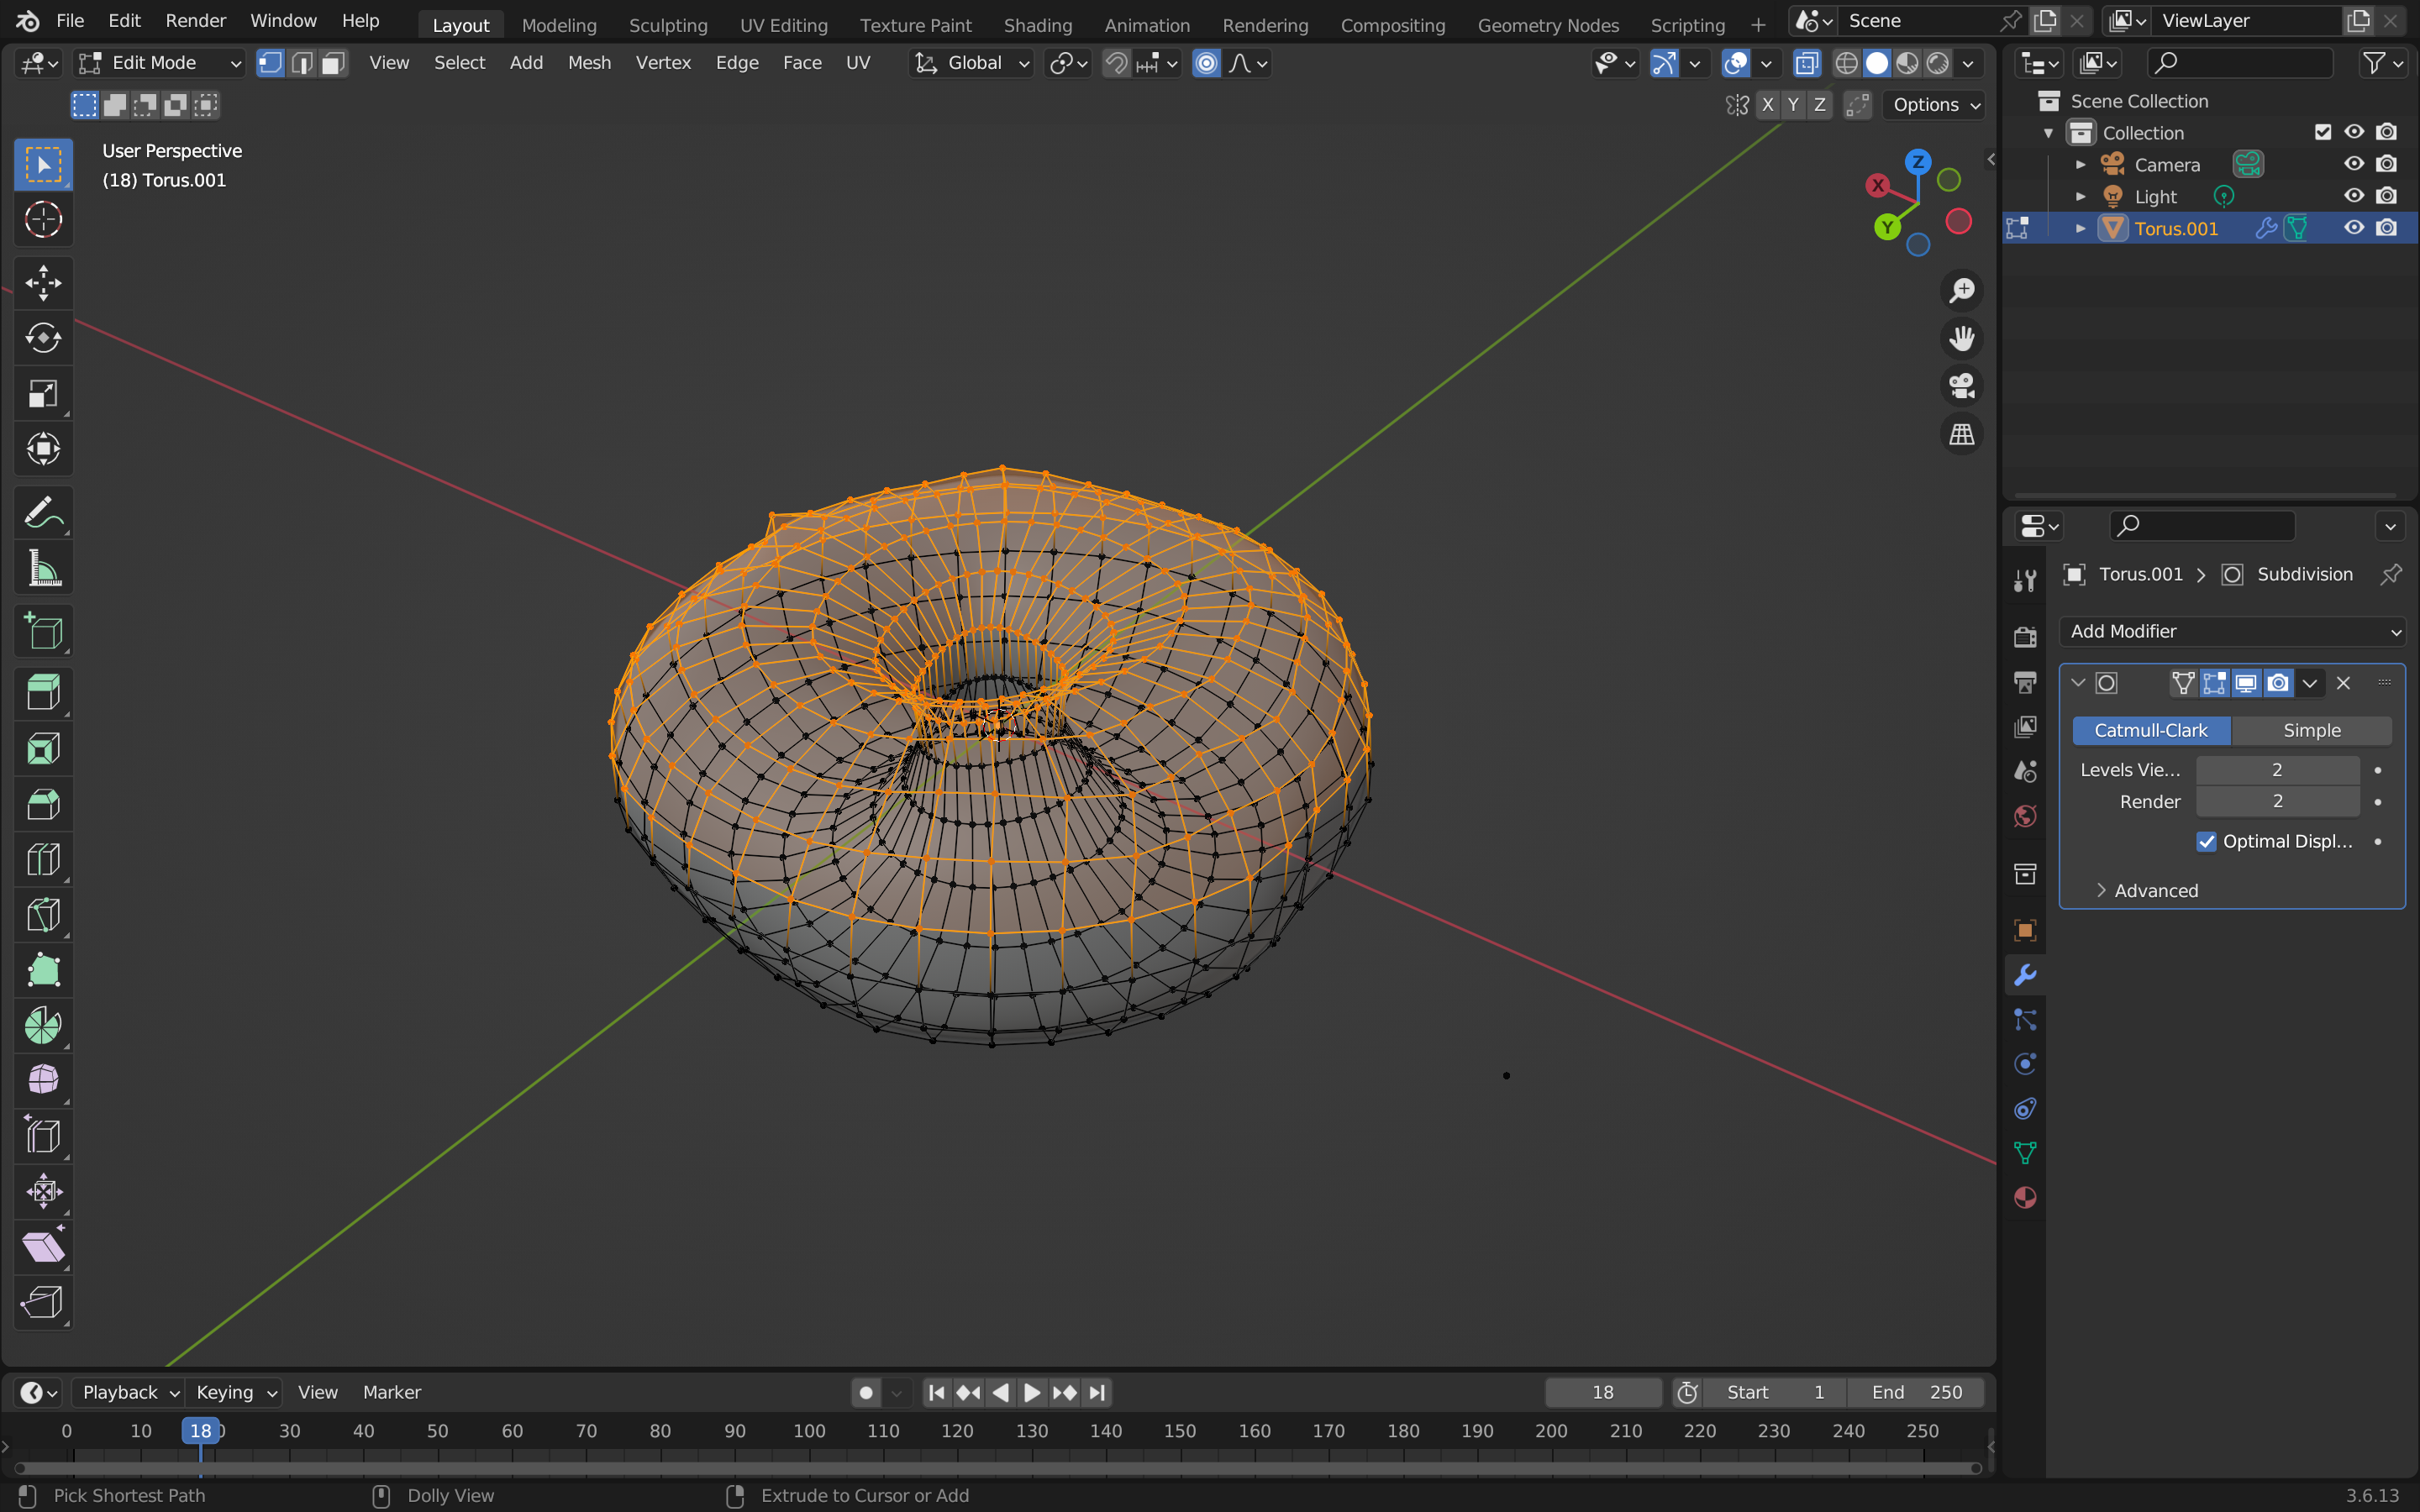 File Edit Render Window Help Layout Modeling Sculpting UV Editing Texture Paint Shading Animation Rendering Compositing Geometry Nodes Scripting + Scene ViewLayer
Edit Mode View Select Add Mesh Vertex Edge Face UV Global
X Y Z Options
User Perspective
(18) Torus.001
Z
X
Y
Scene Collection
Collection
Camera
Light
Torus.001
Torus.001 Subdivision
Add Modifier
Catmull-Clark Simple
Levels Vie... 2
Render 2
Optimal Displ...
Advanced
Playback Keying View Marker 18 Start 1 End 250
0 10 18 30 40 50 60 70 80 90 100 110 120 130 140 150 160 170 180 190 200 210 220 230 240 250
Pick Shortest Path Dolly View Extrude to Cursor or Add 3.6.13